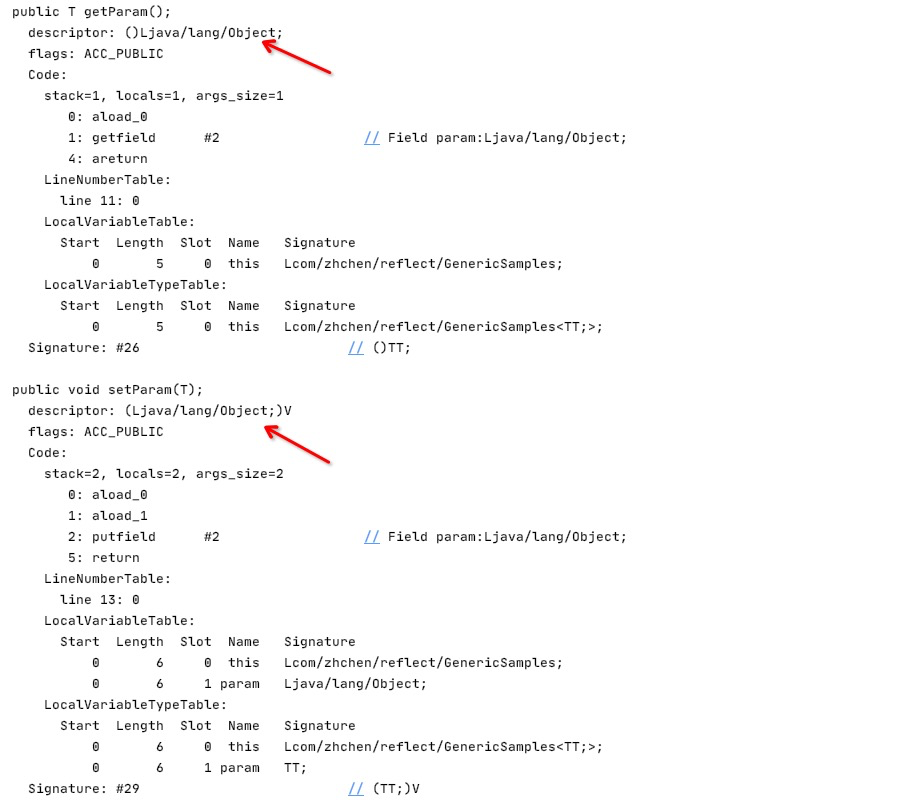 public T getParam();
  descriptor: ()Ljava/lang/Object;
  flags: ACC_PUBLIC
  Code:
    stack=1, locals=1, args_size=1
       0: aload_0
       1: getfield      #2                  // Field param:Ljava/lang/Object;
       4: areturn
    LineNumberTable:
      line 11: 0
    LocalVariableTable:
      Start  Length  Slot  Name   Signature
          0       5     0  this   Lcom/zhchen/reflect/GenericSamples;
    LocalVariableTypeTable:
      Start  Length  Slot  Name   Signature
          0       5     0  this   Lcom/zhchen/reflect/GenericSamples<TT;>;
  Signature: #26                          // ()TT;

public void setParam(T);
  descriptor: (Ljava/lang/Object;)V
  flags: ACC_PUBLIC
  Code:
    stack=2, locals=2, args_size=2
       0: aload_0
       1: aload_1
       2: putfield      #2                  // Field param:Ljava/lang/Object;
       5: return
    LineNumberTable:
      line 13: 0
    LocalVariableTable:
      Start  Length  Slot  Name   Signature
          0       6     0  this   Lcom/zhchen/reflect/GenericSamples;
          0       6     1 param   Ljava/lang/Object;
    LocalVariableTypeTable:
      Start  Length  Slot  Name   Signature
          0       6     0  this   Lcom/zhchen/reflect/GenericSamples<TT;>;
          0       6     1 param   TT;
  Signature: #29                          // (TT;)V